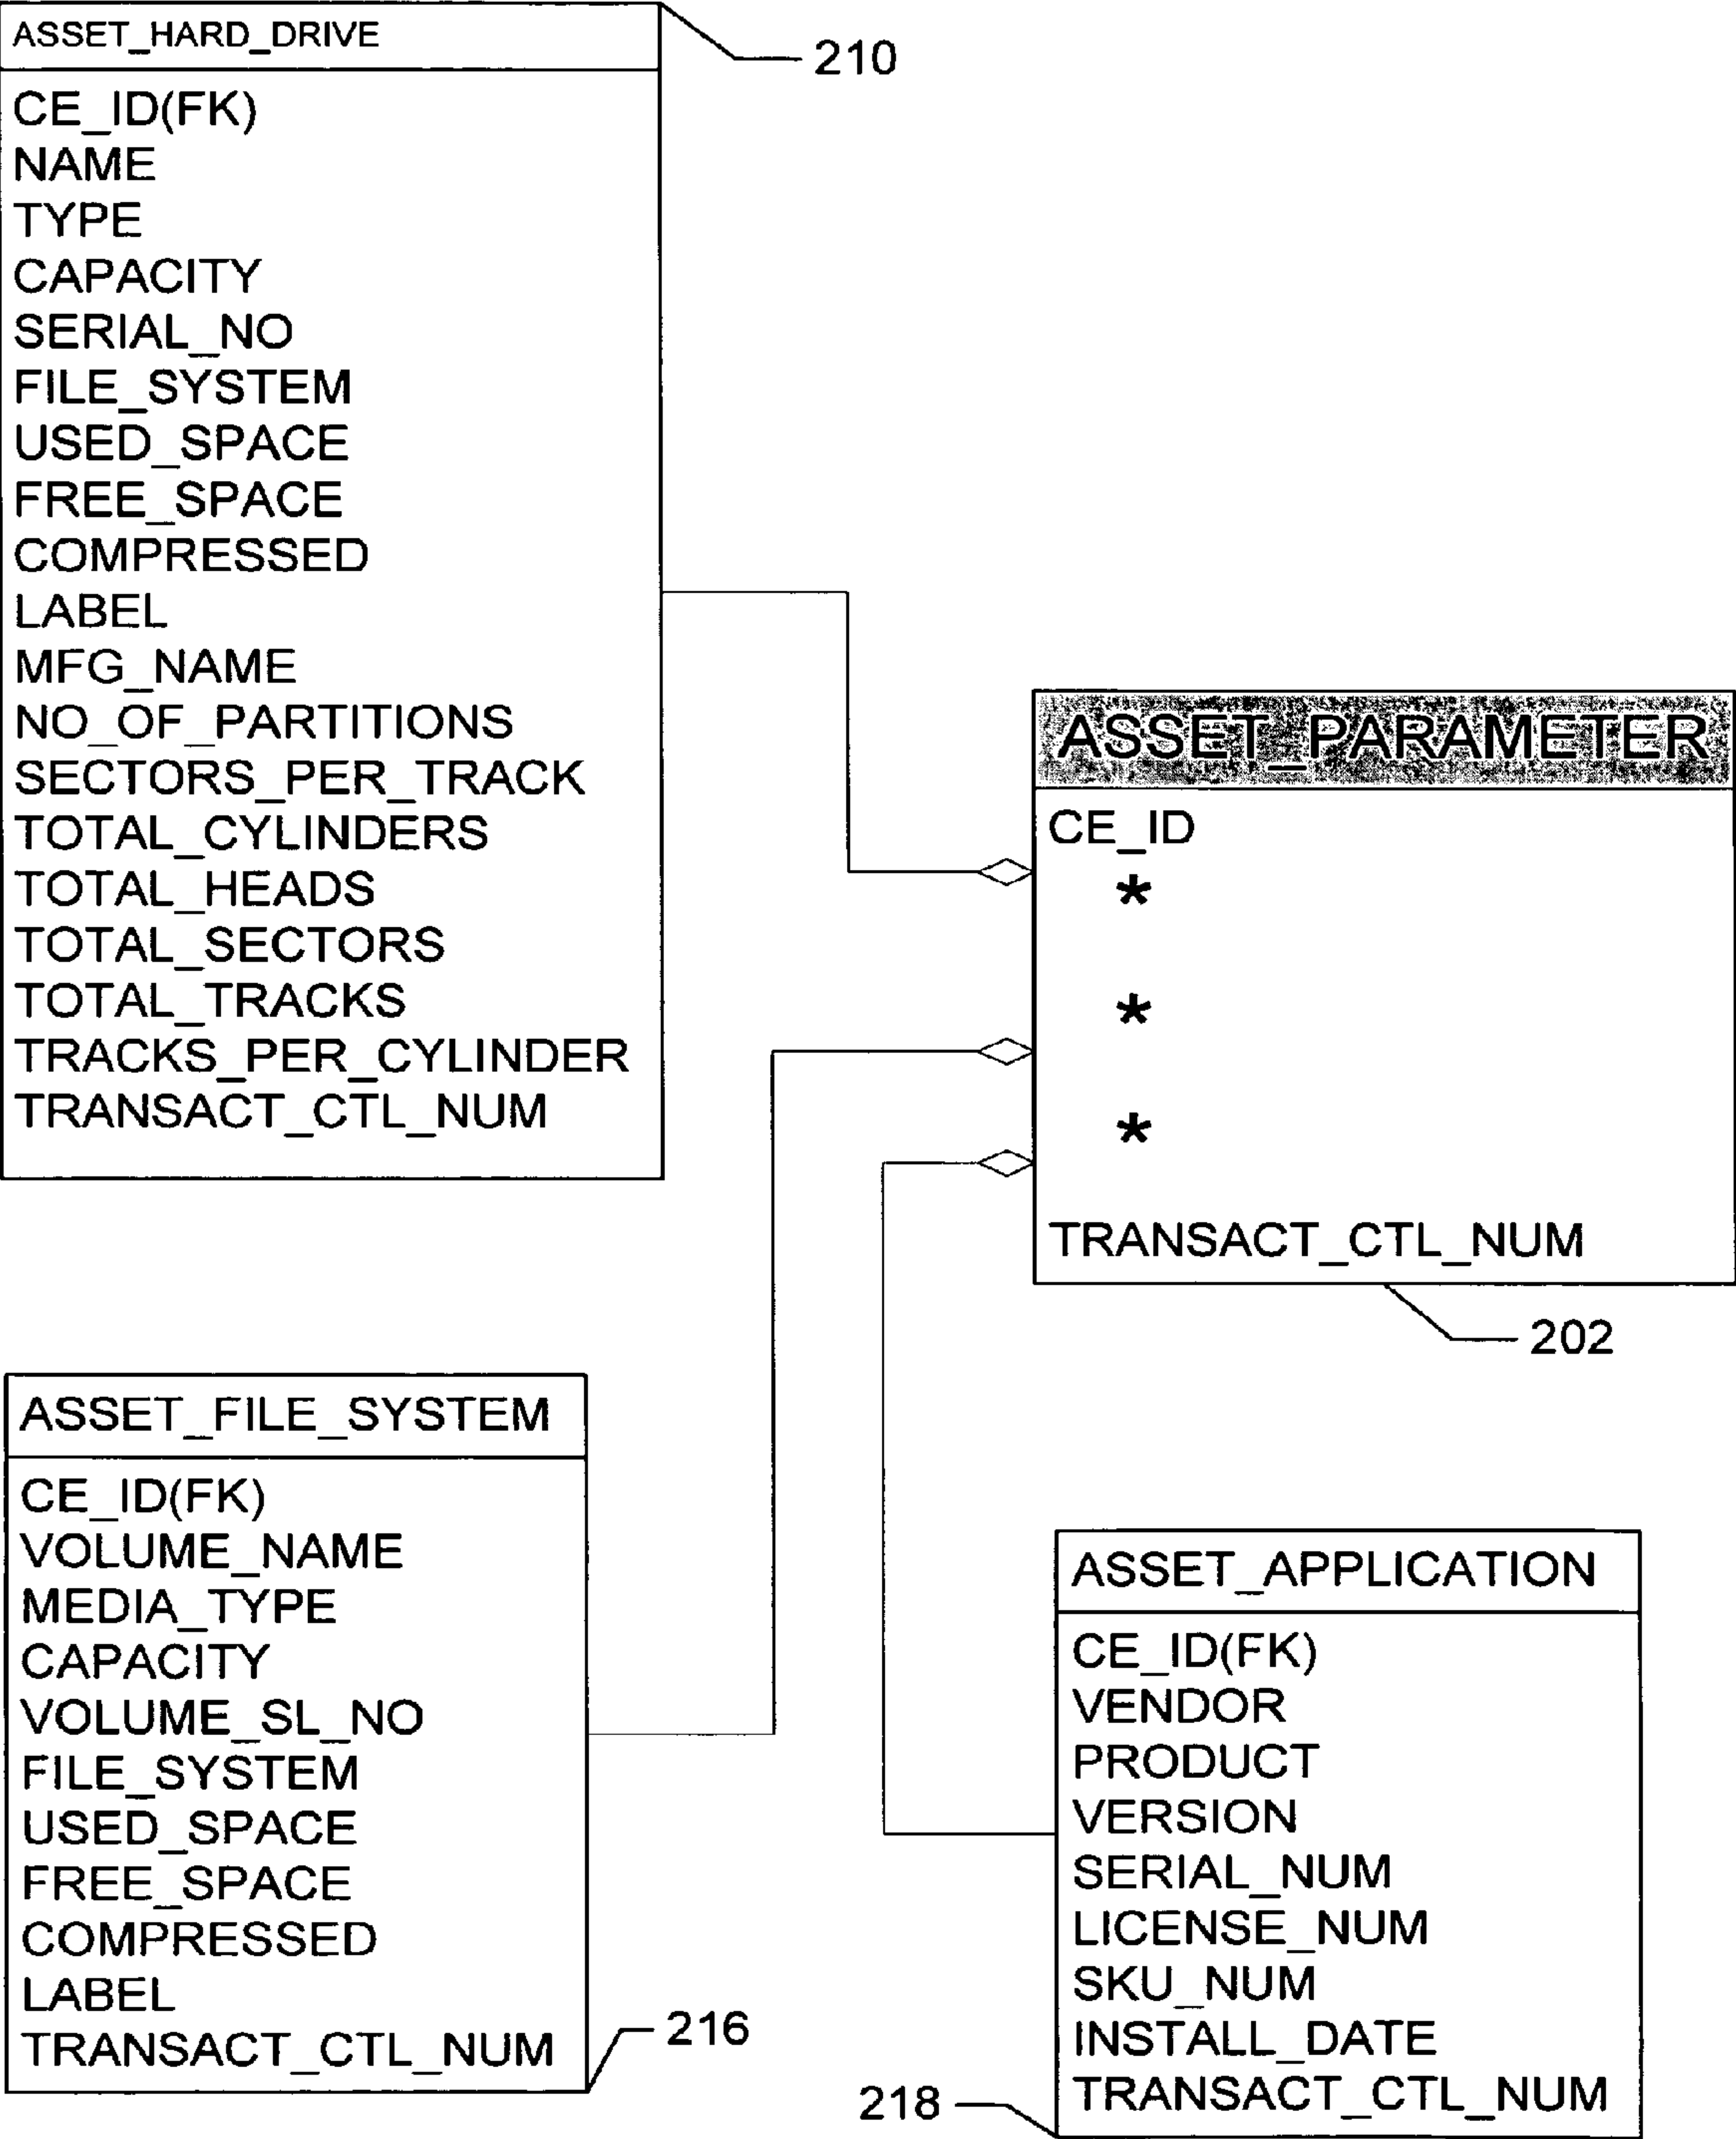 ASSET_HARD_DRIVE
210
CE_ID(FK)
NAME
TYPE
CAPACITY
SERIAL_NO
FILE_SYSTEM
USED_SPACE
FREE_SPACE
COMPRESSED
LABEL
MFG_NAME
NO_OF_PARTITIONS
SECTORS_PER_TRACK
TOTAL_CYLINDERS
TOTAL_HEADS
TOTAL_SECTORS
TOTAL_TRACKS
TRACKS_PER_CYLINDER
TRANSACT_CTL_NUM
ASSET_PARAMETER
CE_ID
*
*
*
TRANSACT_CTL_NUM
202
ASSET_FILE_SYSTEM
CE_ID(FK)
VOLUME_NAME
MEDIA_TYPE
CAPACITY
VOLUME_SL_NO
FILE_SYSTEM
USED_SPACE
FREE_SPACE
COMPRESSED
LABEL
TRANSACT_CTL_NUM
216
ASSET_APPLICATION
CE_ID(FK)
VENDOR
PRODUCT
VERSION
SERIAL_NUM
LICENSE_NUM
SKU_NUM
INSTALL_DATE
TRANSACT_CTL_NUM
218